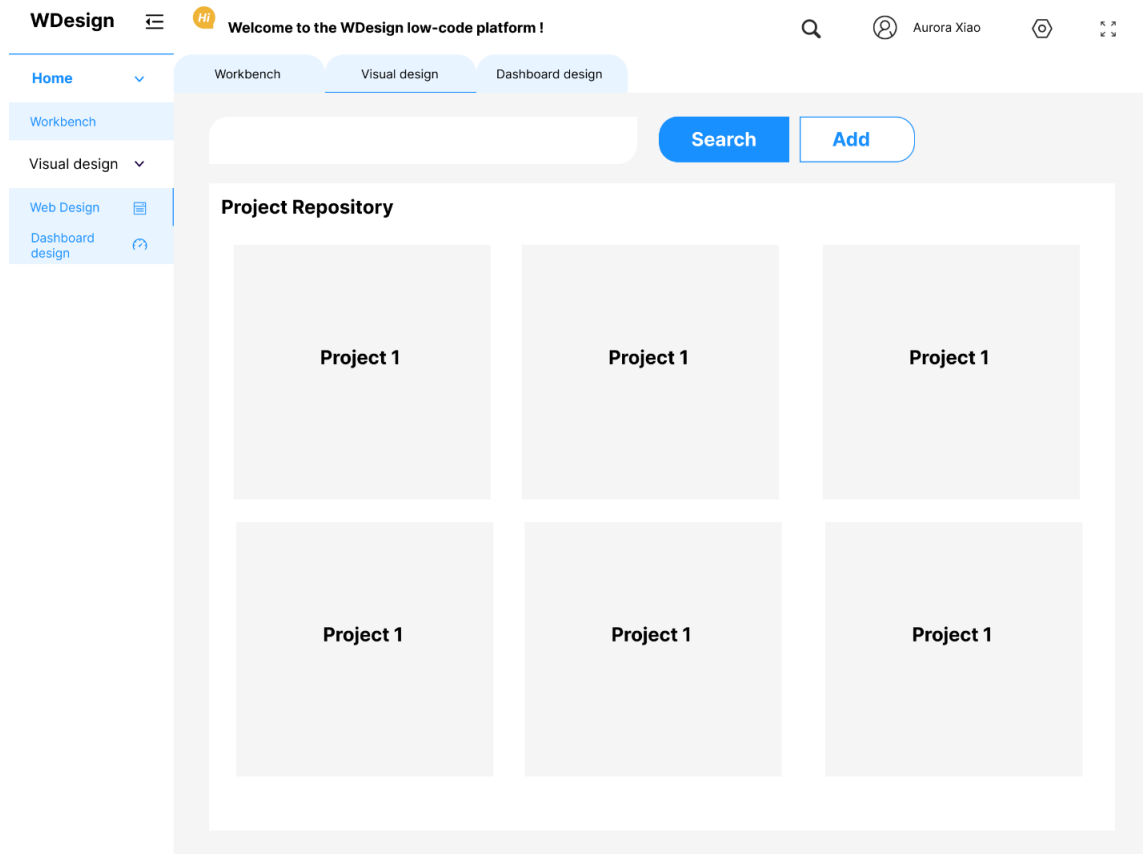 WDesign
Hi
Welcome to the WDesign low-code platform !
Aurora Xiao
Home
Workbench
Visual design
Web Design
Dashboard
design
Workbench
Visual design
Dashboard design
Search
Add
Project Repository
Project 1
Project 1
Project 1
Project 1
Project 1
Project 1